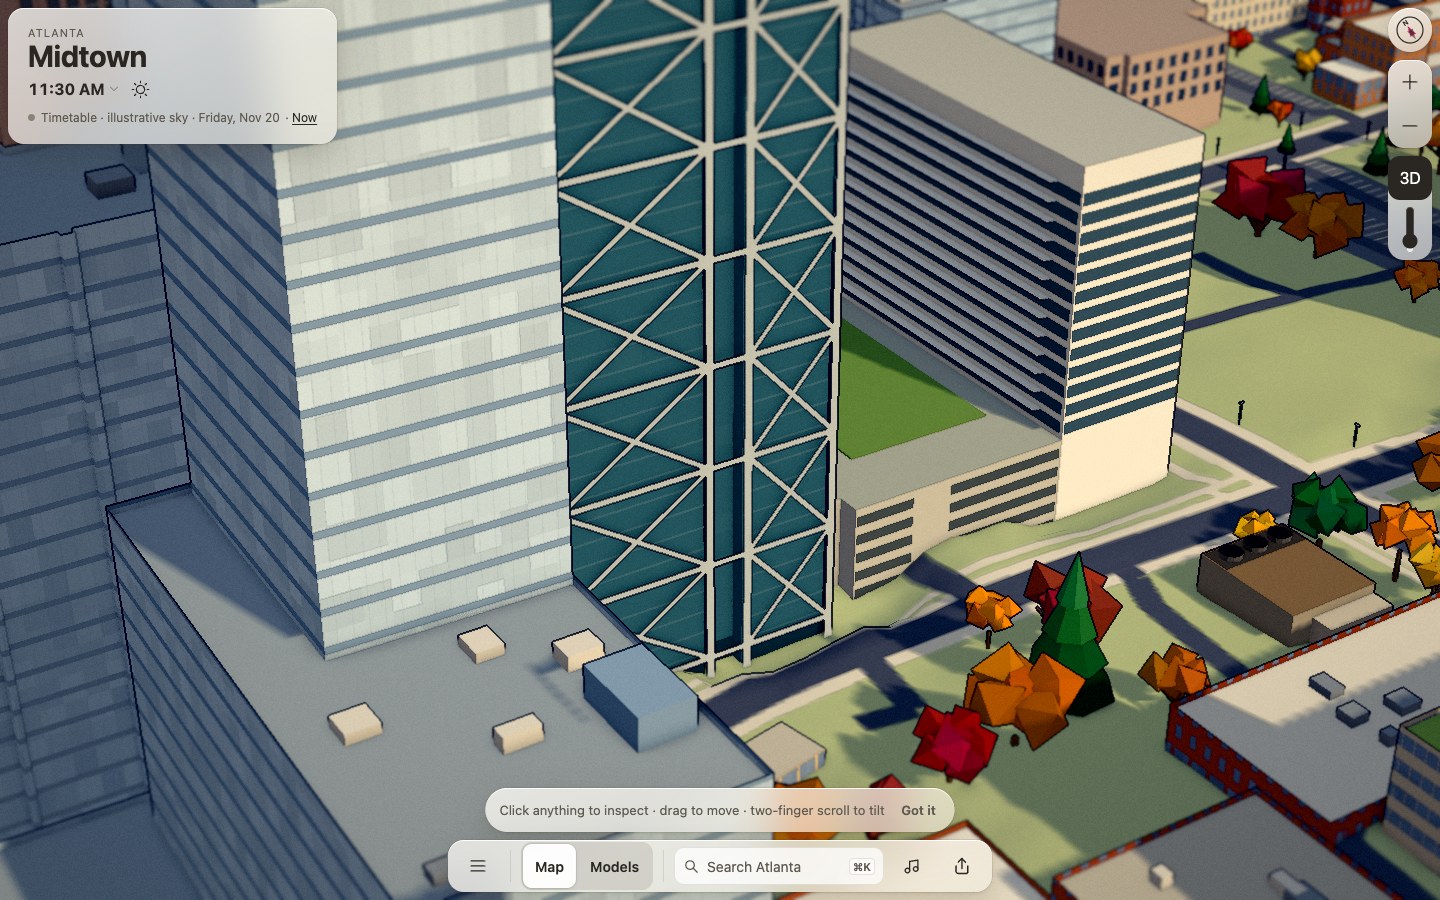 ATLANTA
Midtown
11:30 AM
Timetable · illustrative sky · Friday, Nov 20 · Now
N
+
−
3D
Click anything to inspect · drag to move · two-finger scroll to tilt Got it
Map Models Search Atlanta ⌘K